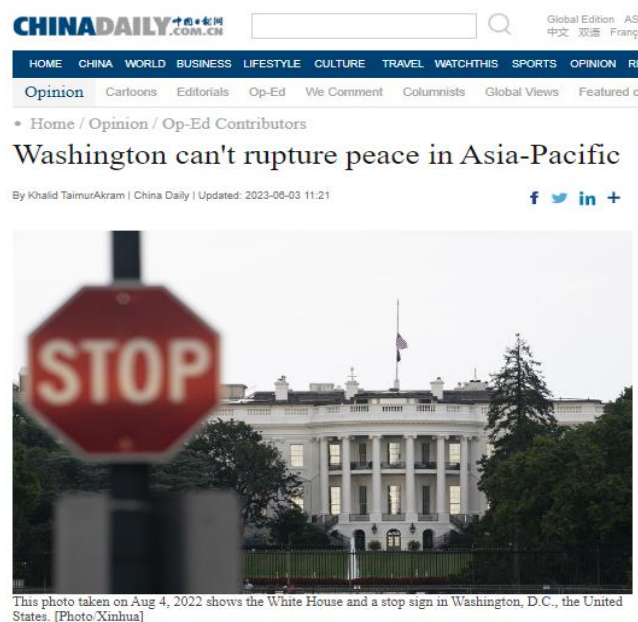 CHINADAILY 中国日报网
.COM.CN
Global Edition AS
中文 双语 França
HOME CHINA WORLD BUSINESS LIFESTYLE CULTURE TRAVEL WATCHTHIS SPORTS OPINION RE
Opinion Cartoons Editorials Op-Ed We Comment Columnists Global Views Featured c
• Home / Opinion / Op-Ed Contributors
Washington can't rupture peace in Asia-Pacific
By Khalid TaimurAkram | China Daily | Updated: 2023-06-03 11:21
f in +
STOP
This photo taken on Aug 4, 2022 shows the White House and a stop sign in Washington, D.C., the United
States. [Photo/Xinhua]